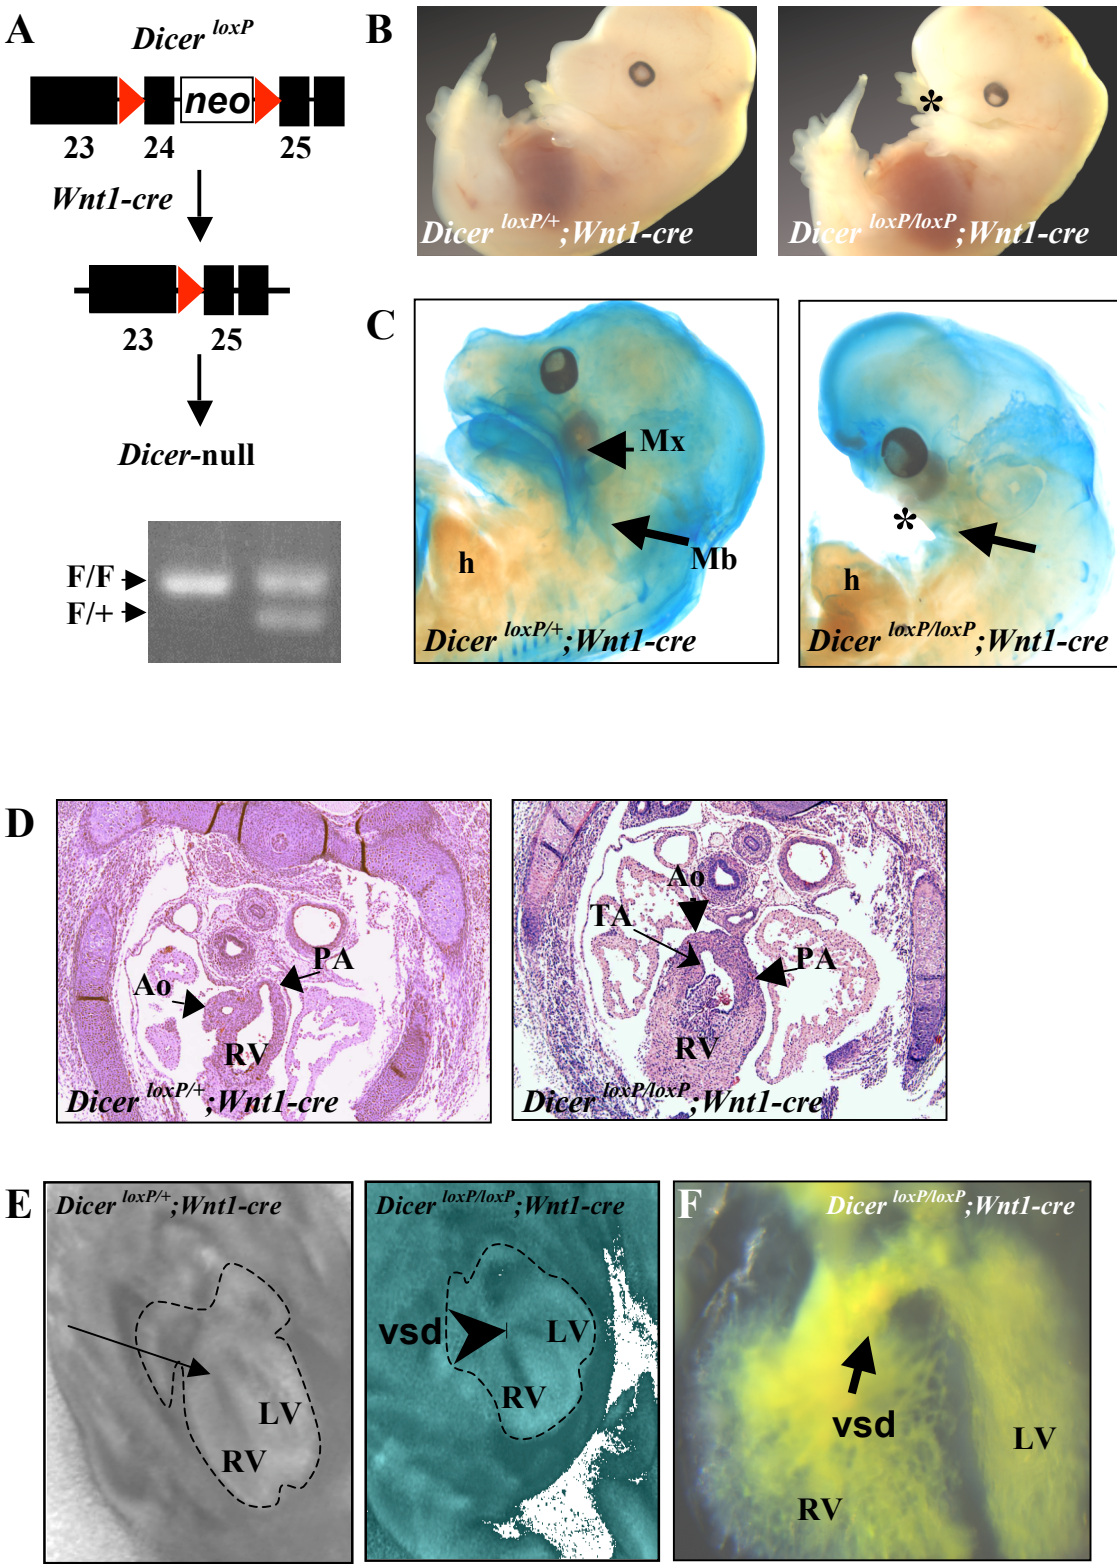 A
Dicer loxP
neo
23 24 25
Wnt1-cre
23 25
Dicer-null
F/F
F/+
B
Dicer loxP/+;Wnt1-cre
Dicer loxP/loxP;Wnt1-cre
C
Mx
Mb
h
Dicer loxP/+;Wnt1-cre
*
h
Dicer loxP/loxP;Wnt1-cre
D
PA
Ao
RV
Dicer loxP/+;Wnt1-cre
Ao
TA
PA
RV
Dicer loxP/loxP;Wnt1-cre
E
Dicer loxP/+;Wnt1-cre
LV
RV
Dicer loxP/loxP;Wnt1-cre
vsd
LV
RV
F
Dicer loxP/loxP;Wnt1-cre
vsd
LV
RV